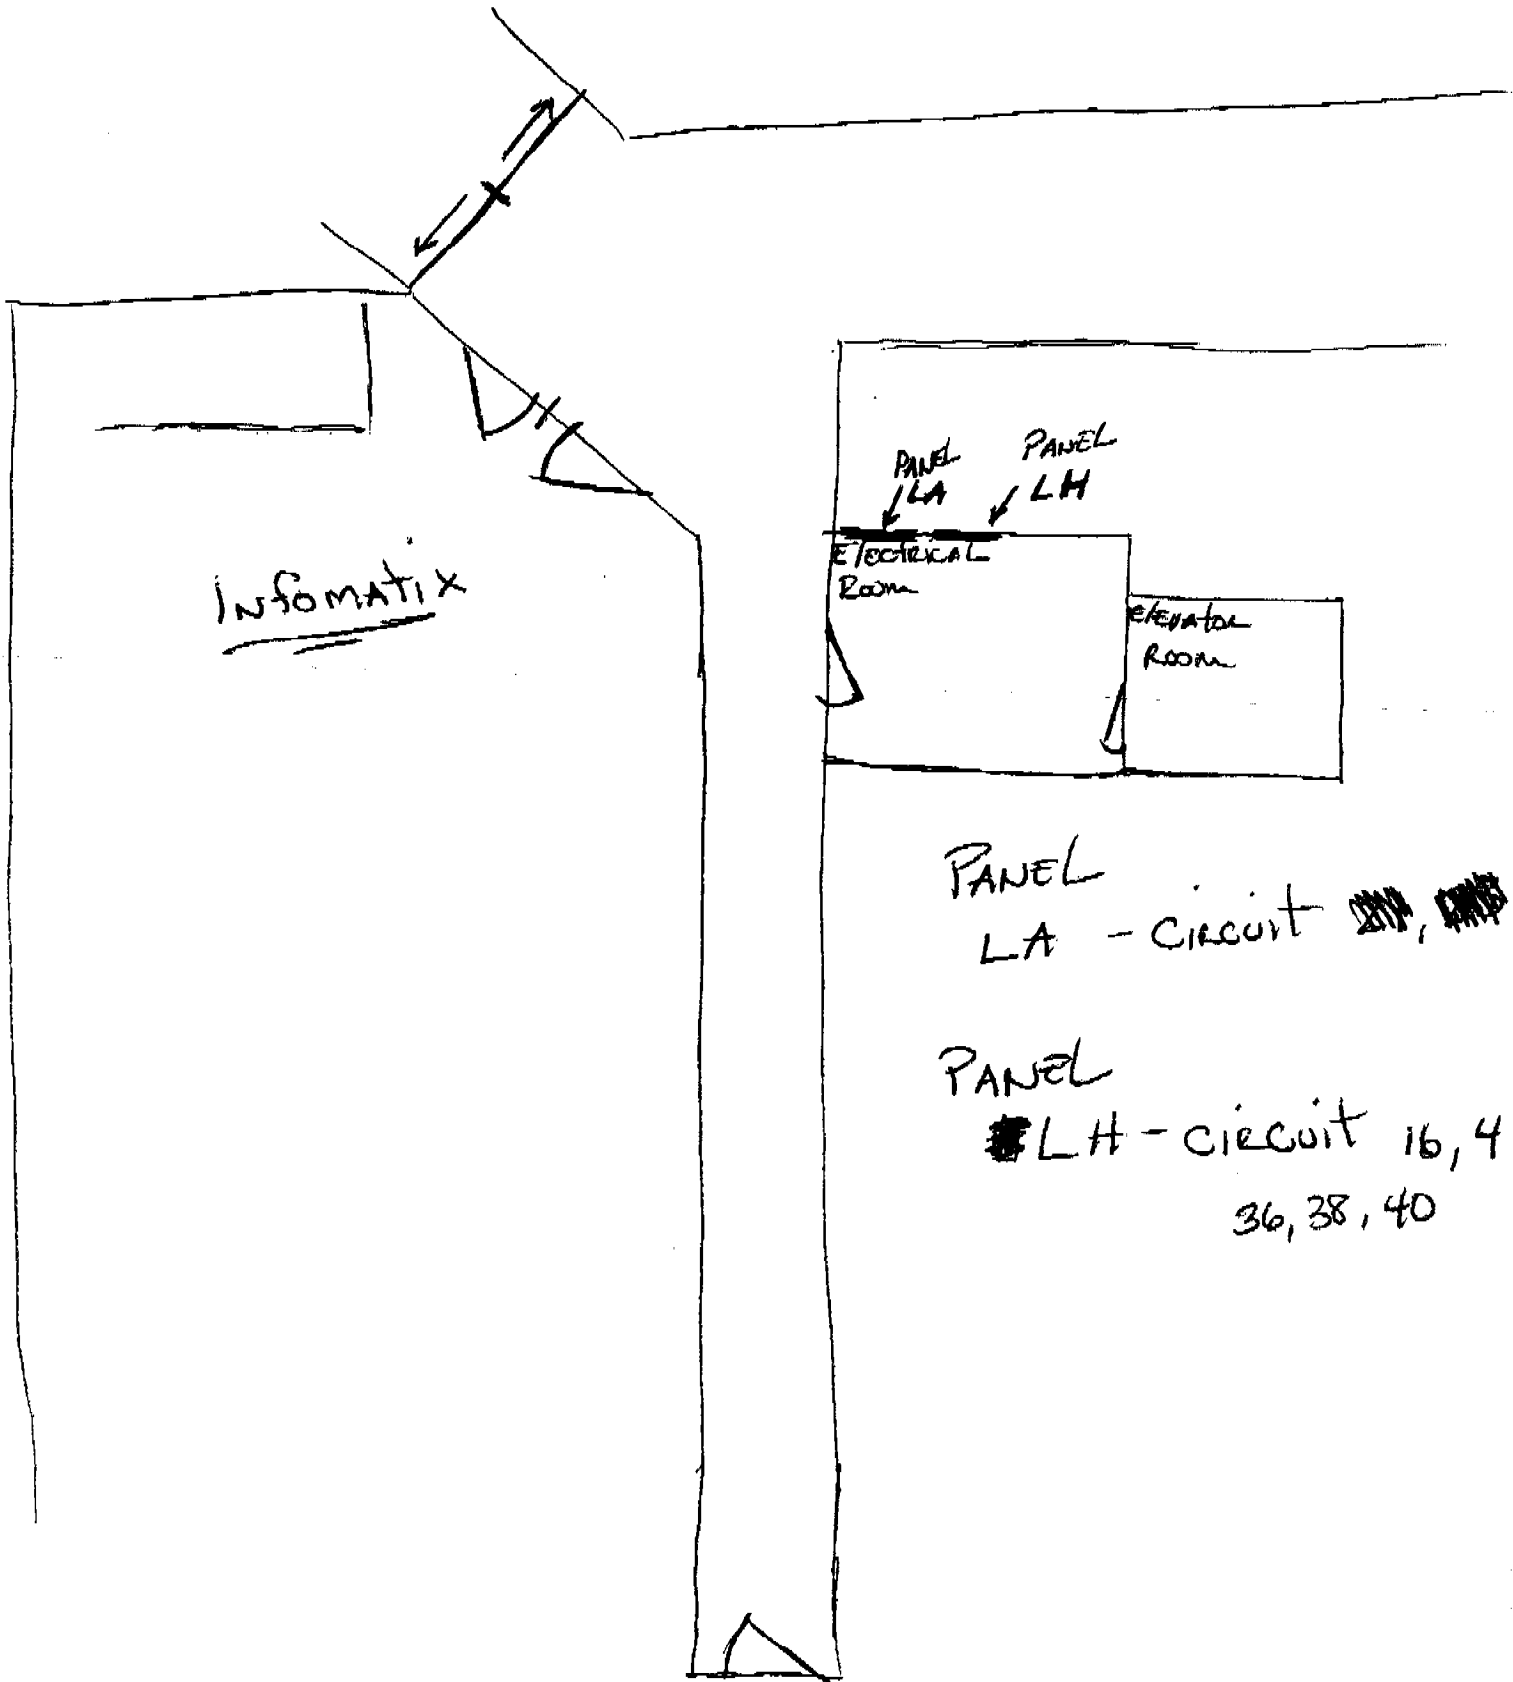 PANEL
LA
PANEL
LH
Electrical
Room
Elevator
Room
Infomatix
PANEL
LA - Circuit
PANEL
LH - Circuit 16, 4
36, 38, 40